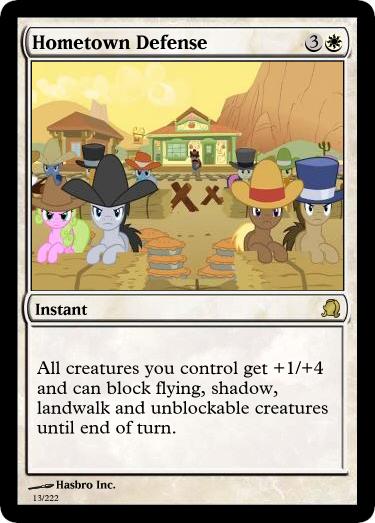 Hometown Defense 3
Instant
All creatures you control get +1/+4
and can block flying, shadow,
landwalk and unblockable creatures
until end of turn.
Hasbro Inc.
13/222